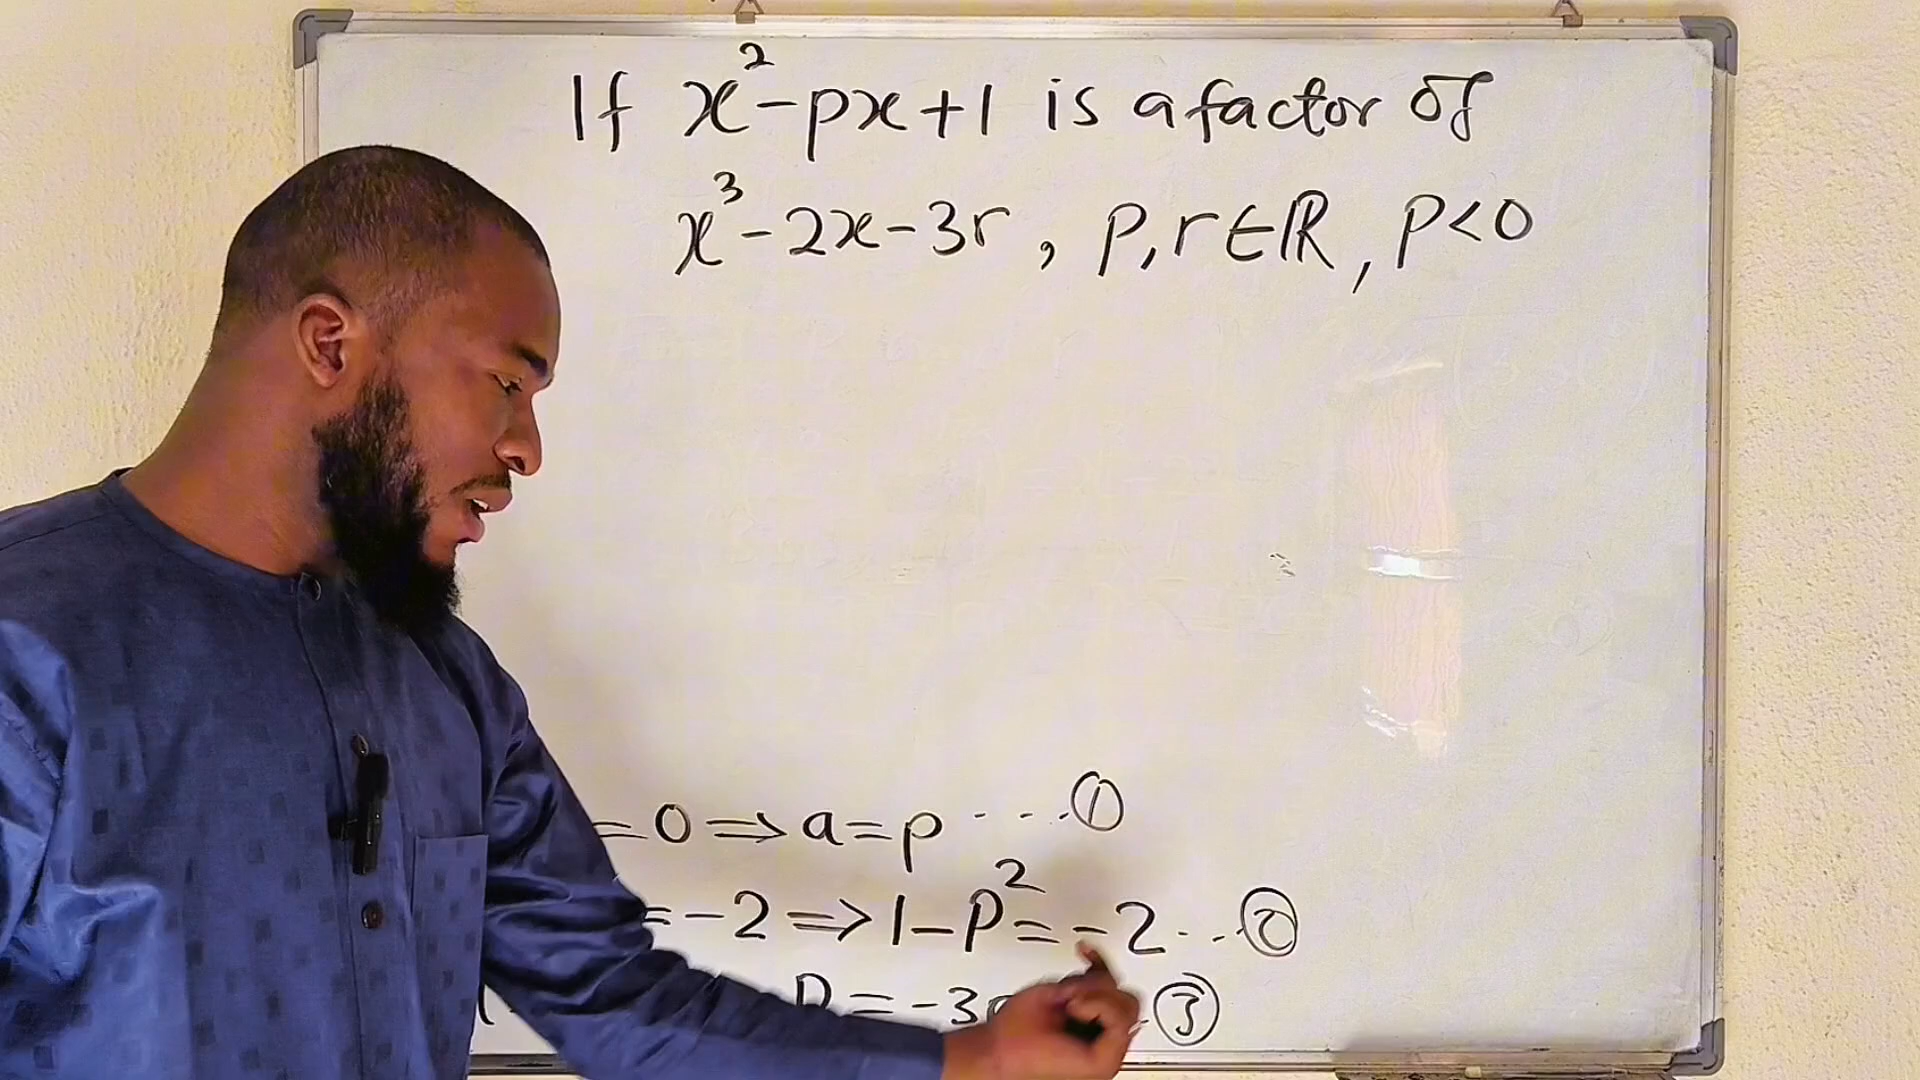 If x²-px+1 is a factor of
x³-2x-3r, p,r∈ℝ, p<0
=0⇒a=p ....①
=-2⇒1-p²=-2...②
p=-3 ③